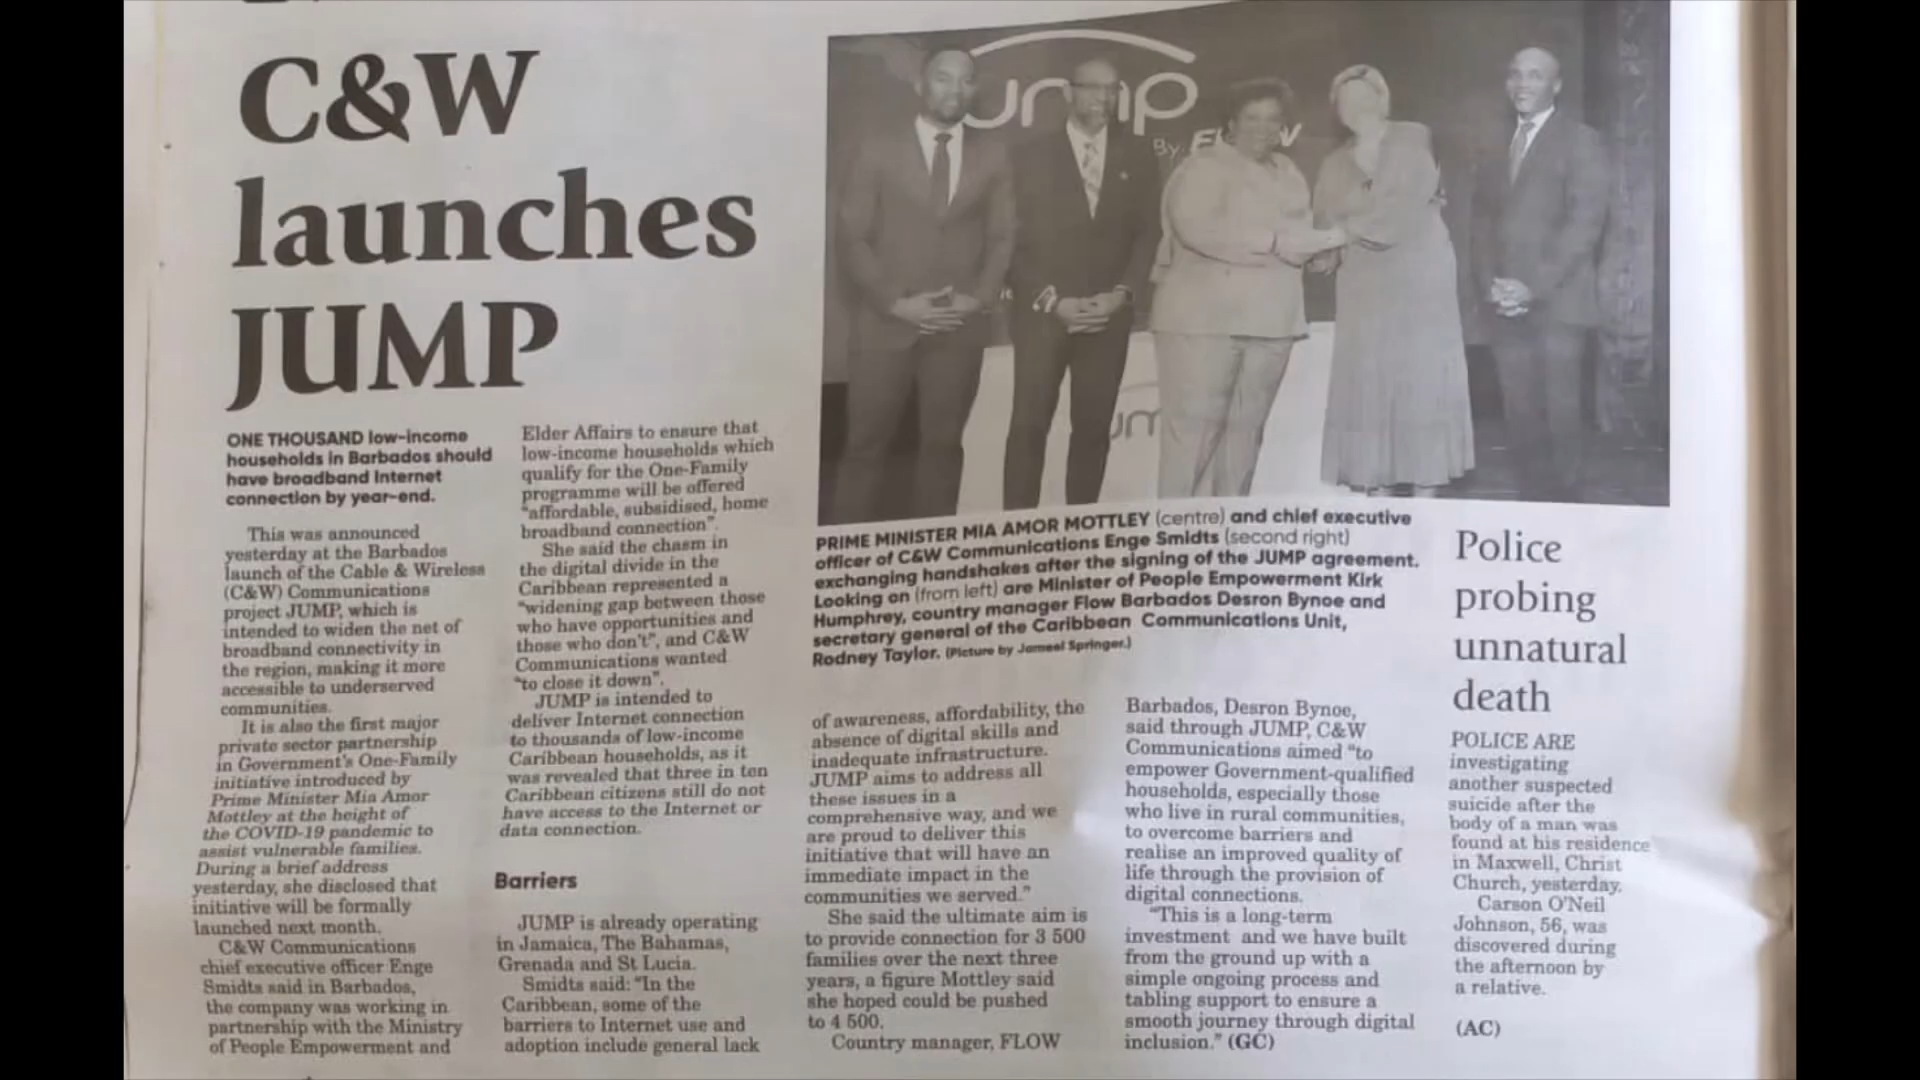 C&W
launches
JUMP
ONE THOUSAND low-income
households in Barbados should
have broadband Internet
connection by year-end.
This was announced
yesterday at the Barbados
launch of the Cable & Wireless
(C&W) Communications
project JUMP, which is
intended to widen the net of
broadband connectivity in
the region, making it more
accessible to underserved
communities.
It is also the first major
private sector partnership
in Government's One-Family
initiative introduced by
Prime Minister Mia Amor
Mottley at the height of
the COVID-19 pandemic to
assist vulnerable families.
During a brief address
yesterday, she disclosed that
initiative will be formally
launched next month.
C&W Communications
chief executive officer Enge
Smidts said in Barbados,
the company was working in
partnership with the Ministry
of People Empowerment and
Elder Affairs to ensure that
low-income households which
qualify for the One-Family
programme will be offered
"affordable, subsidised, home
broadband connection".
She said the chasm in
the digital divide in the
Caribbean represented a
"widening gap between those
who have opportunities and
those who don't", and C&W
Communications wanted
"to close it down".
JUMP is intended to
deliver Internet connection
to thousands of low-income
Caribbean households, as it
was revealed that three in ten
Caribbean citizens still do not
have access to the Internet or
data connection.
Barriers
JUMP is already operating
in Jamaica, The Bahamas,
Grenada and St Lucia.
Smidts said: "In the
Caribbean, some of the
barriers to Internet use and
adoption include general lack
Jump
By. Flow
PRIME MINISTER MIA AMOR MOTTLEY (centre) and chief executive
officer of C&W Communications Enge Smidts (second right)
exchanging handshakes after the signing of the JUMP agreement.
Looking on (from left) are Minister of People Empowerment Kirk
Humphrey, country manager Flow Barbados Desron Bynoe and
secretary general of the Caribbean Communications Unit,
Rodney Taylor. (Picture by Jameel Springer.)
of awareness, affordability, the
absence of digital skills and
inadequate infrastructure.
JUMP aims to address all
these issues in a
comprehensive way, and we
are proud to deliver this
initiative that will have an
immediate impact in the
communities we served."
She said the ultimate aim is
to provide connection for 3 500
families over the next three
years, a figure Mottley said
she hoped could be pushed
to 4 500.
Country manager, FLOW
Barbados, Desron Bynoe,
said through JUMP, C&W
Communications aimed "to
empower Government-qualified
households, especially those
who live in rural communities,
to overcome barriers and
realise an improved quality of
life through the provision of
digital connections.
"This is a long-term
investment and we have built
from the ground up with a
simple ongoing process and
tabling support to ensure a
smooth journey through digital
inclusion." (GC)
Police
probing
unnatural
death
POLICE ARE
investigating
another suspected
suicide after the
body of a man was
found at his residence
in Maxwell, Christ
Church, yesterday.
Carson O'Neil
Johnson, 56, was
discovered during
the afternoon by
a relative.
(AC)